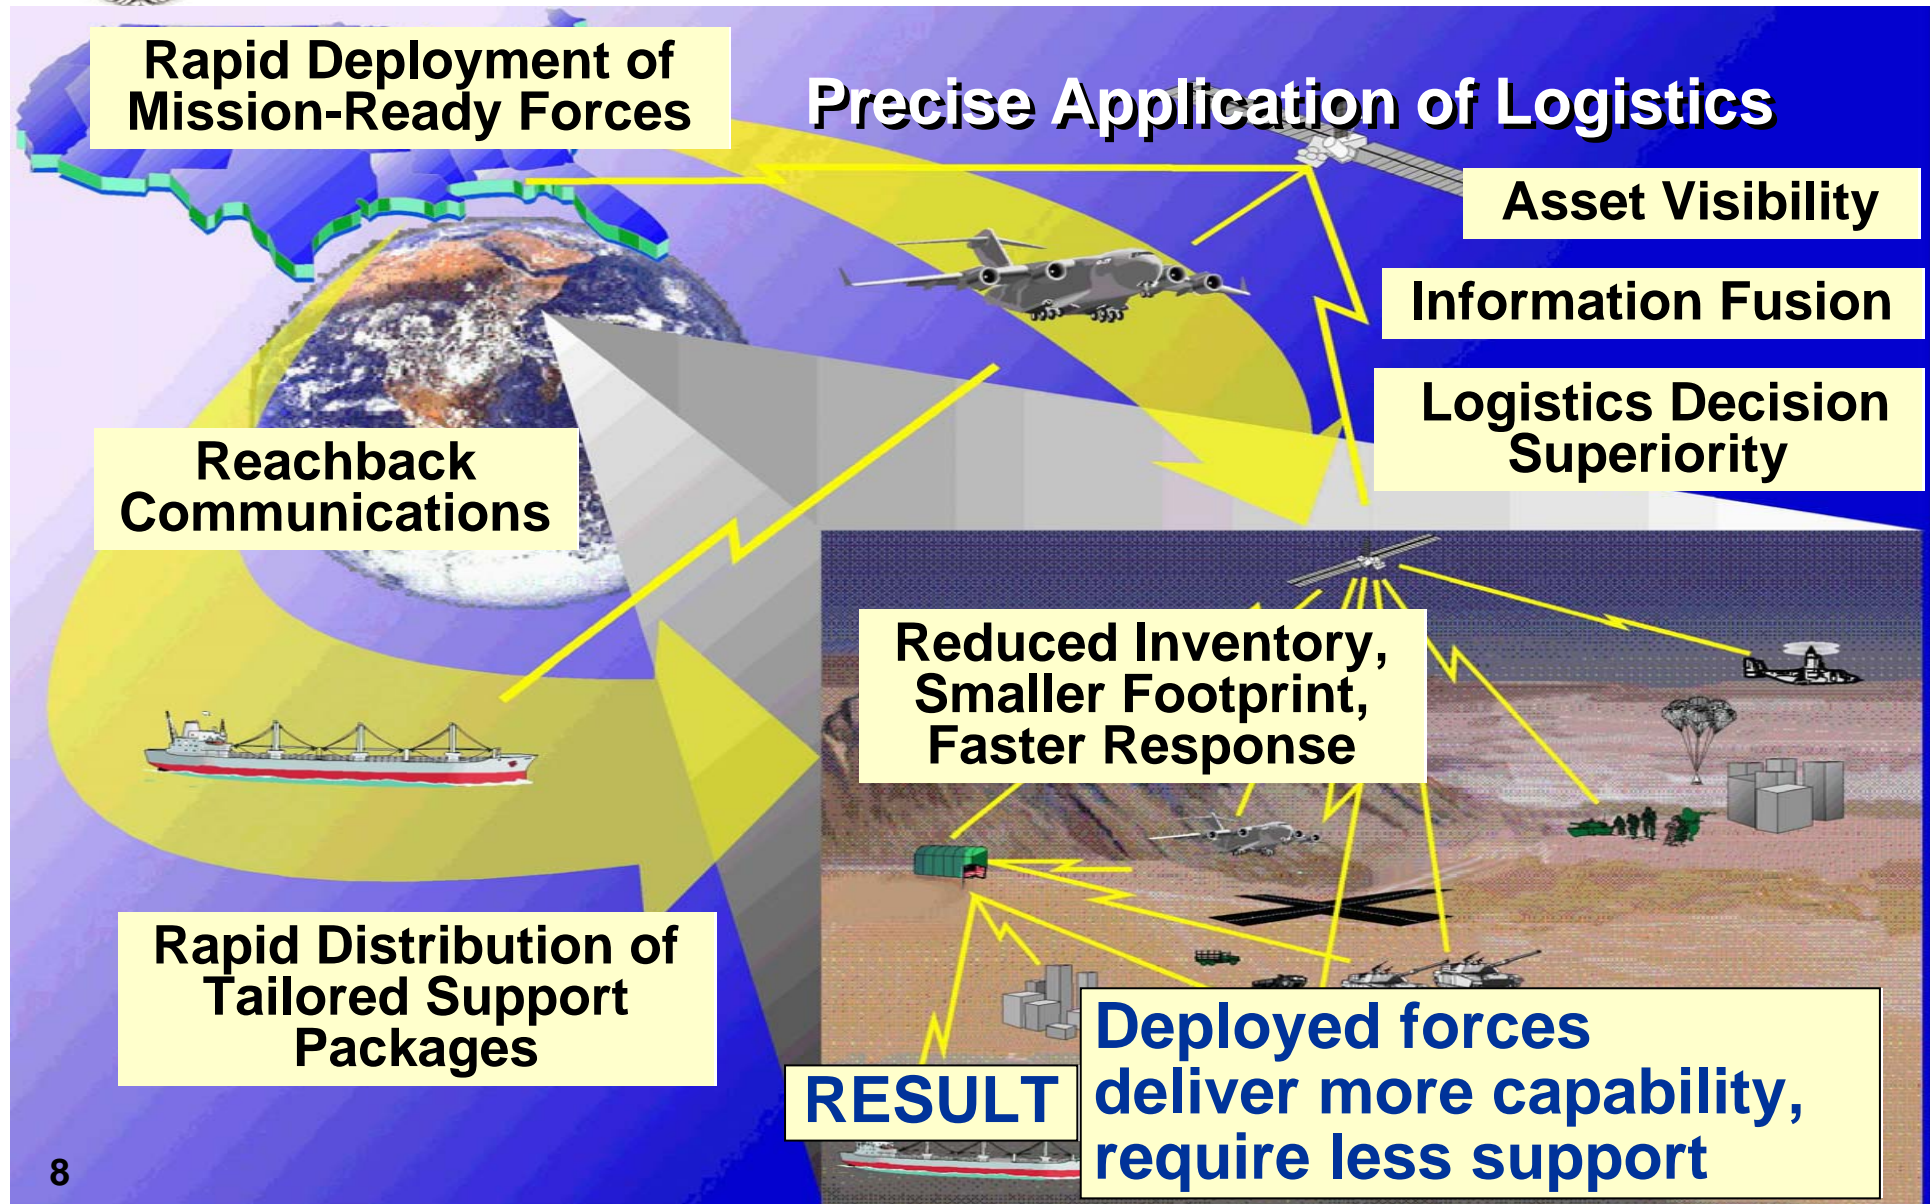 Rapid Deployment of
Mission-Ready Forces
Precise Application of Logistics
Asset Visibility
Information Fusion
Logistics Decision
Superiority
Reachback
Communications
Reduced Inventory,
Smaller Footprint,
Faster Response
Rapid Distribution of
Tailored Support
Packages
RESULT
Deployed forces
deliver more capability,
require less support
8